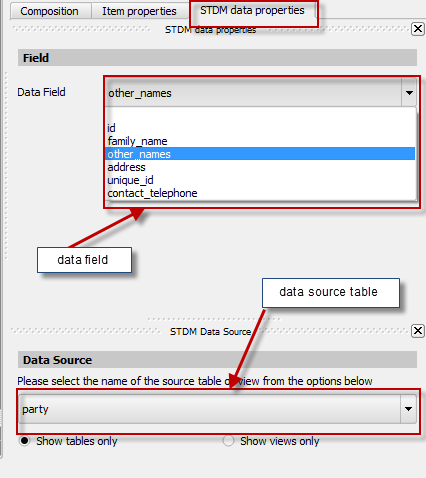 Composition Item properties STDM data properties
STDM data properties
Field
Data Field other_names
id
family_name
other_names
address
unique_id
contact_telephone
data field
data source table
STDM Data Source
Data Source
Please select the name of the source table or view from the options below
party
Show tables only Show views only